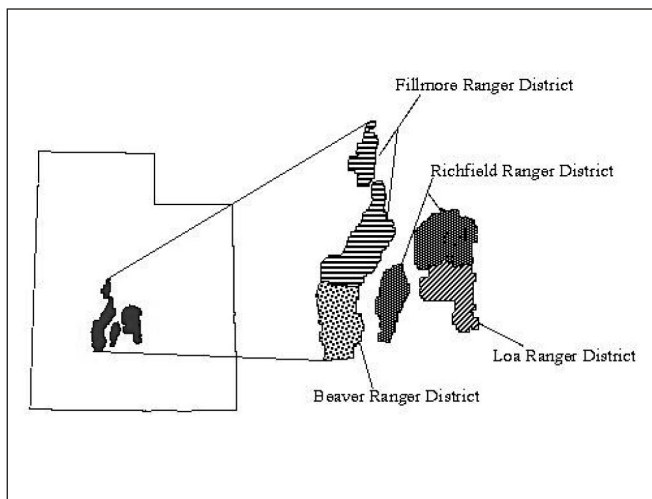 Fillmore Ranger District
Richfield Ranger District
Loa Ranger District
Beaver Ranger District